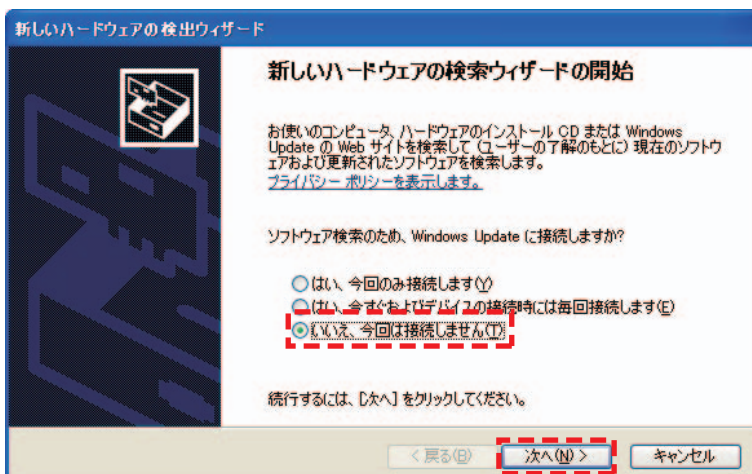 新しいハードウェアの検出ウィザード
新しいハードウェアの検索ウィザードの開始
お使いのコンピュータ、ハードウェアのインストール CD または Windows
Update の Web サイトを検索して (ユーザーの了解のもとに) 現在のソフトウ
ェアおよび更新されたソフトウェアを検索します。
プライバシー ポリシーを表示します。
ソフトウェア検索のため、Windows Update に接続しますか?
はい、今回のみ接続します(Y)
はい、今すぐおよびデバイスの接続時には毎回接続します(E)
いいえ、今回は接続しません(T)
続行するには、[次へ] をクリックしてください。
< 戻る(B) 次へ(N) > キャンセル